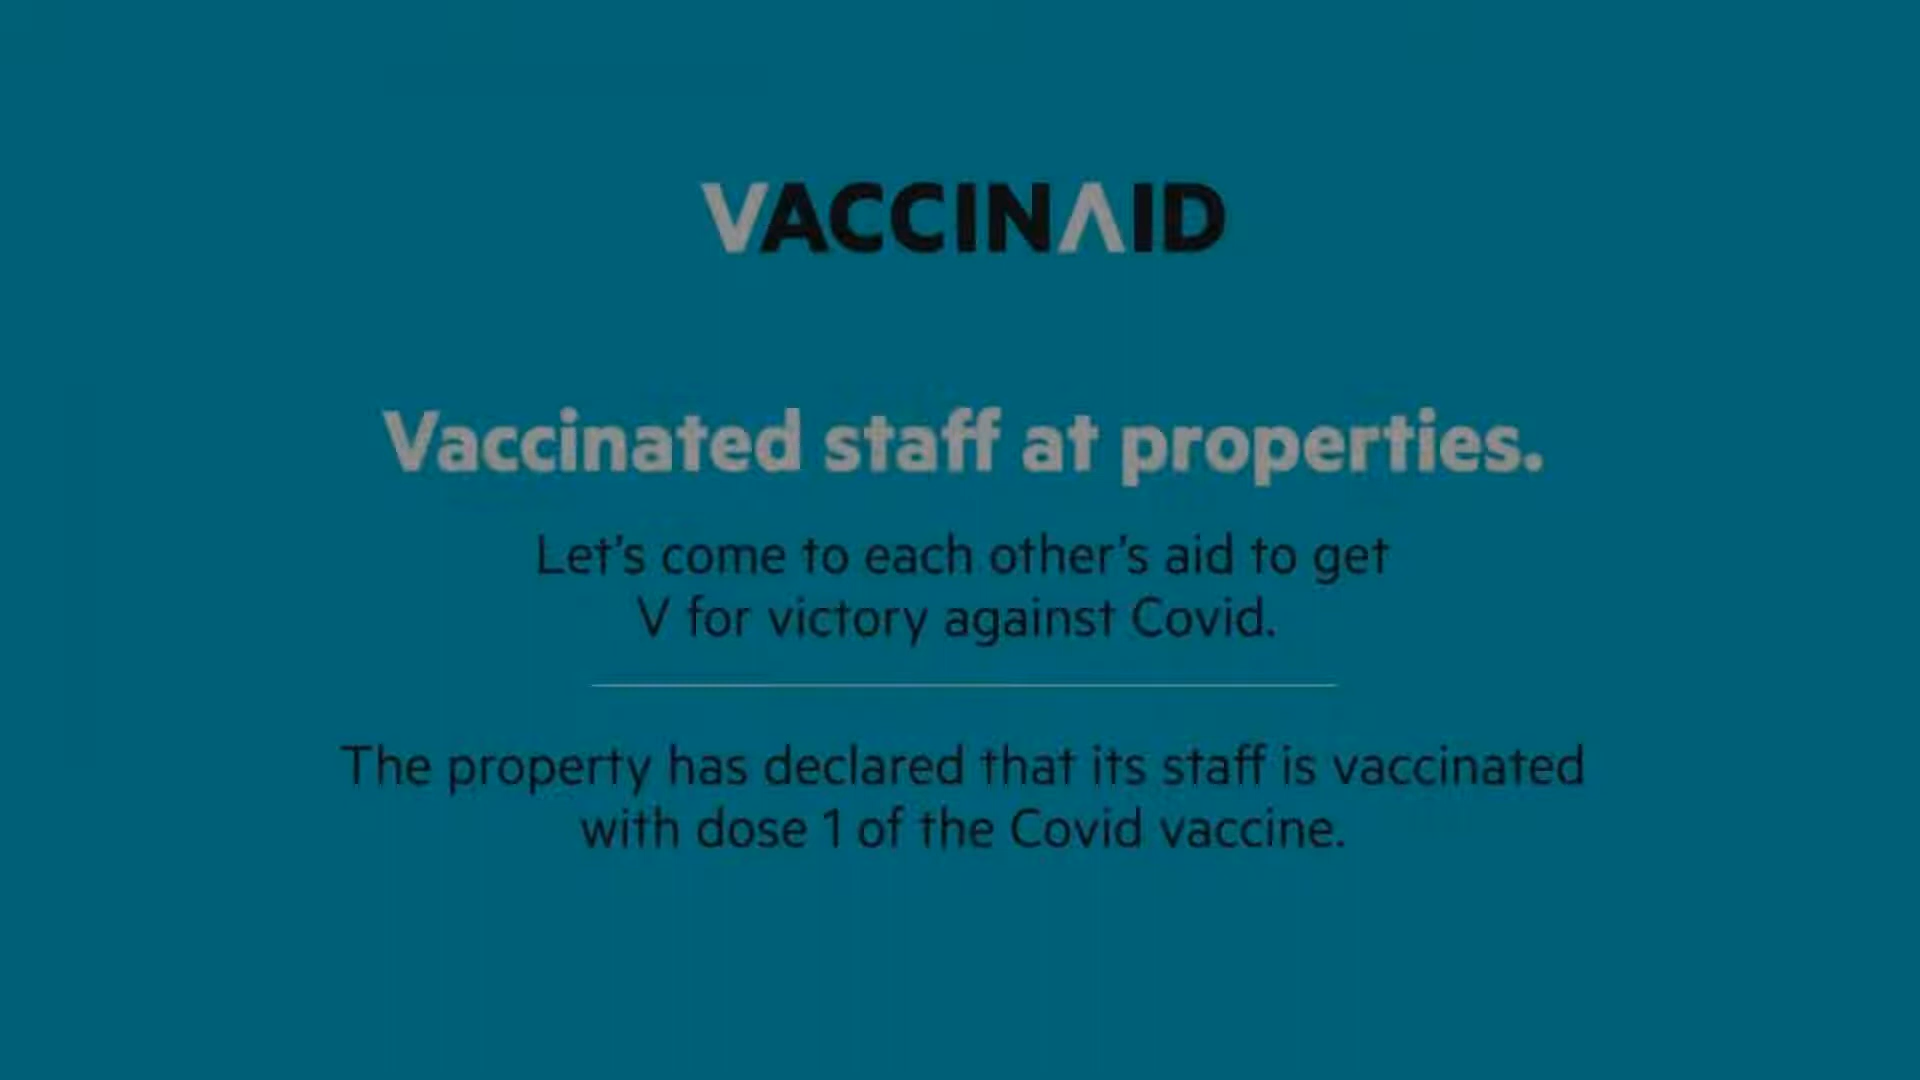 VACCINAID
Vaccinated staff at properties.
Let's come to each other's aid to get
V for victory against Covid.
The property has declared that its staff is vaccinated
with dose 1 of the Covid vaccine.